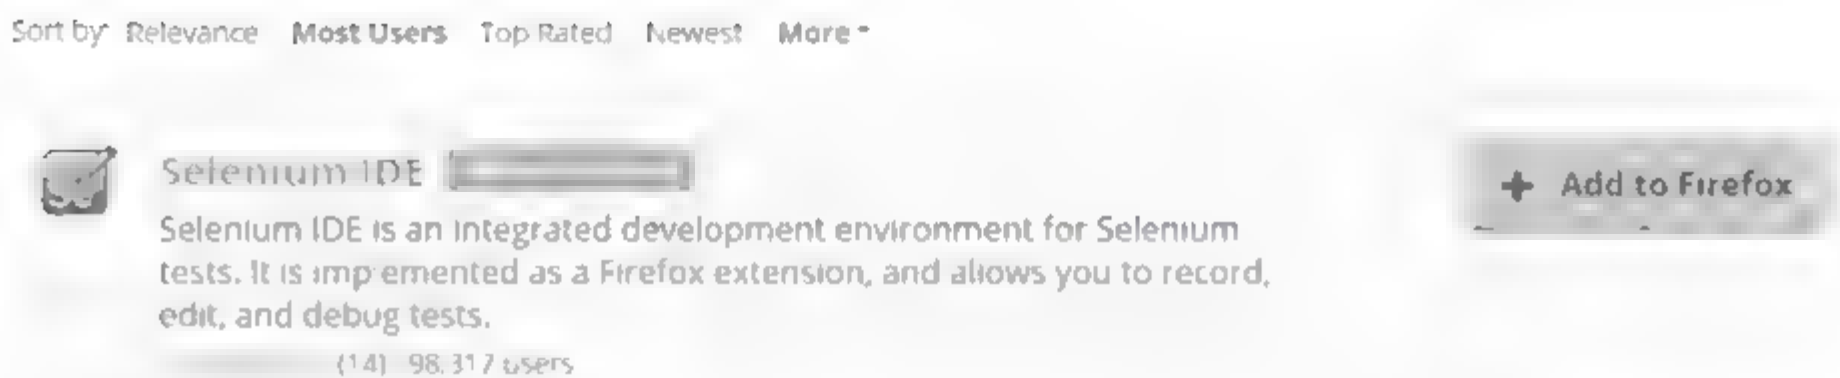 Sort by: Relevance Most Users Top Rated Newest More
Selenium IDE
+ Add to Firefox
Selenium IDE is an integrated development environment for Selenium
tests. It is implemented as a Firefox extension, and allows you to record,
edit, and debug tests.
(14) 98,317 users